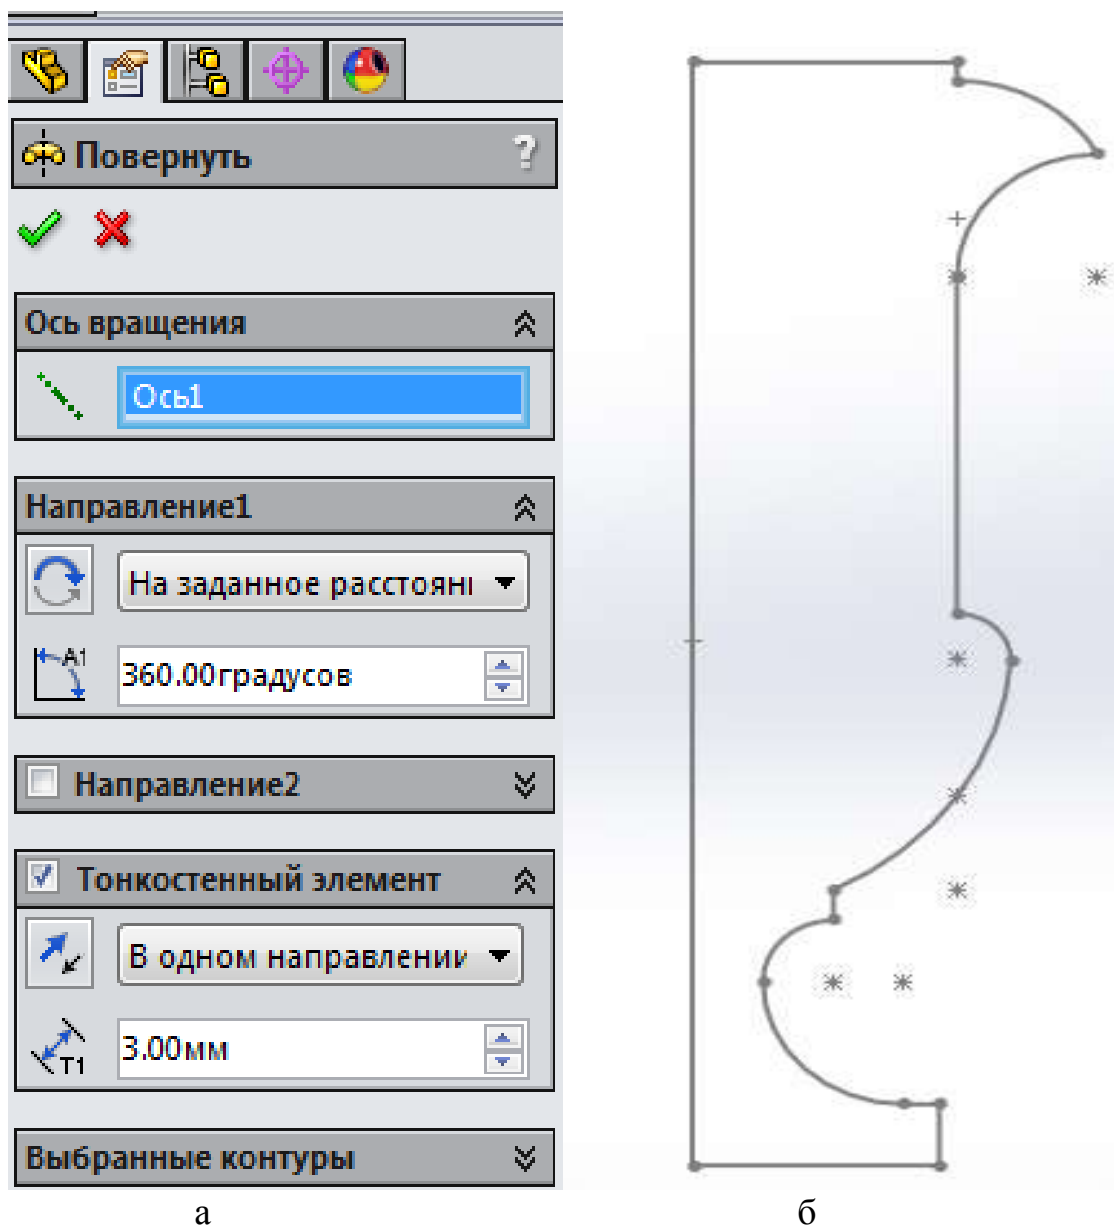 Повернуть ?
Ось вращения
Ось1
Направление1
На заданное расстояни
A1
360.00градусов
Направление2
Тонкостенный элемент
В одном направлении
T1
3.00мм
Выбранные контуры
а б